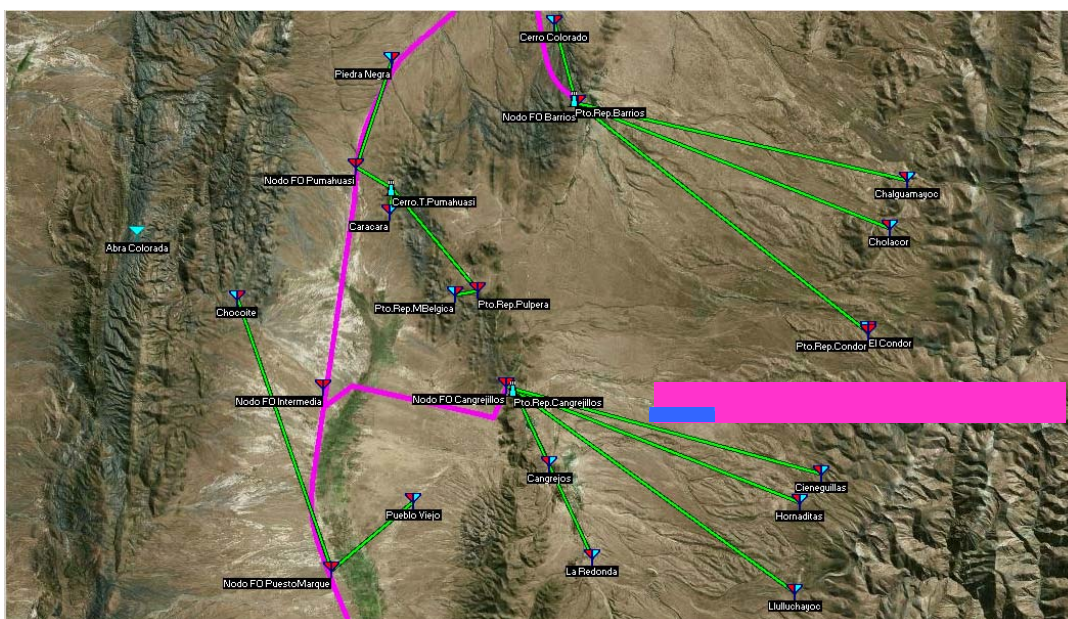 Cerro Colorado
Piedra Negra
Nodo FO Barrios
Pto.Rep.Barrios
Nodo FO Pumahuasi
Chalguamayoc
Cerro.T.Pumahuasi
Caracara
Cholacor
Abra Colorada
Pto.Rep.MBelgica
Pto.Rep.Pulpera
Chocoite
Pto.Rep.Condor
El Condor
Nodo FO Intermedia
Nodo FO Cangrejillos
Pto.Rep.Cangrejillos
Cangrejos
Cieneguillas
Pueblo Viejo
Hornaditas
La Redonda
Nodo FO PuestoMarque
Llulluchayoc